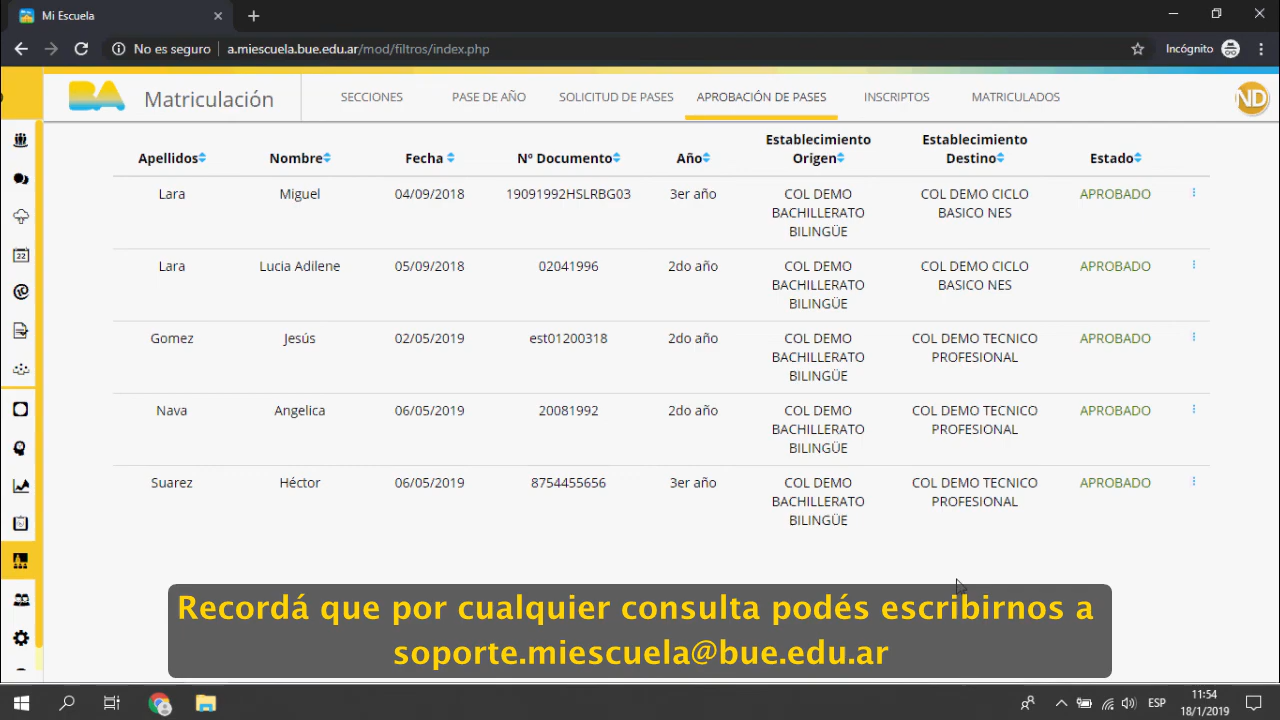 Mi Escuela
No es seguro a.miescuela.bue.edu.ar/mod/filtros/index.php Incógnito
BA Matriculación SECCIONES PASE DE AÑO SOLICITUD DE PASES APROBACIÓN DE PASES INSCRIPTOS MATRICULADOS ND
Apellidos Nombre Fecha Nº Documento Año Establecimiento Origen Establecimiento Destino Estado
Lara Miguel 04/09/2018 19091992HSLRBG03 3er año COL DEMO COL DEMO CICLO APROBADO
BACHILLERATO BASICO NES
BILINGÜE
Lara Lucia Adilene 05/09/2018 02041996 2do año COL DEMO COL DEMO CICLO APROBADO
BACHILLERATO BASICO NES
BILINGÜE
Gomez Jesús 02/05/2019 est01200318 2do año COL DEMO COL DEMO TECNICO APROBADO
BACHILLERATO PROFESIONAL
BILINGÜE
Nava Angelica 06/05/2019 20081992 2do año COL DEMO COL DEMO TECNICO APROBADO
BACHILLERATO PROFESIONAL
BILINGÜE
Suarez Héctor 06/05/2019 8754455656 3er año COL DEMO COL DEMO TECNICO APROBADO
BACHILLERATO PROFESIONAL
BILINGÜE
22
Recordá que por cualquier consulta podés escribirnos a
soporte.miescuela@bue.edu.ar
ESP 11:54
18/1/2019